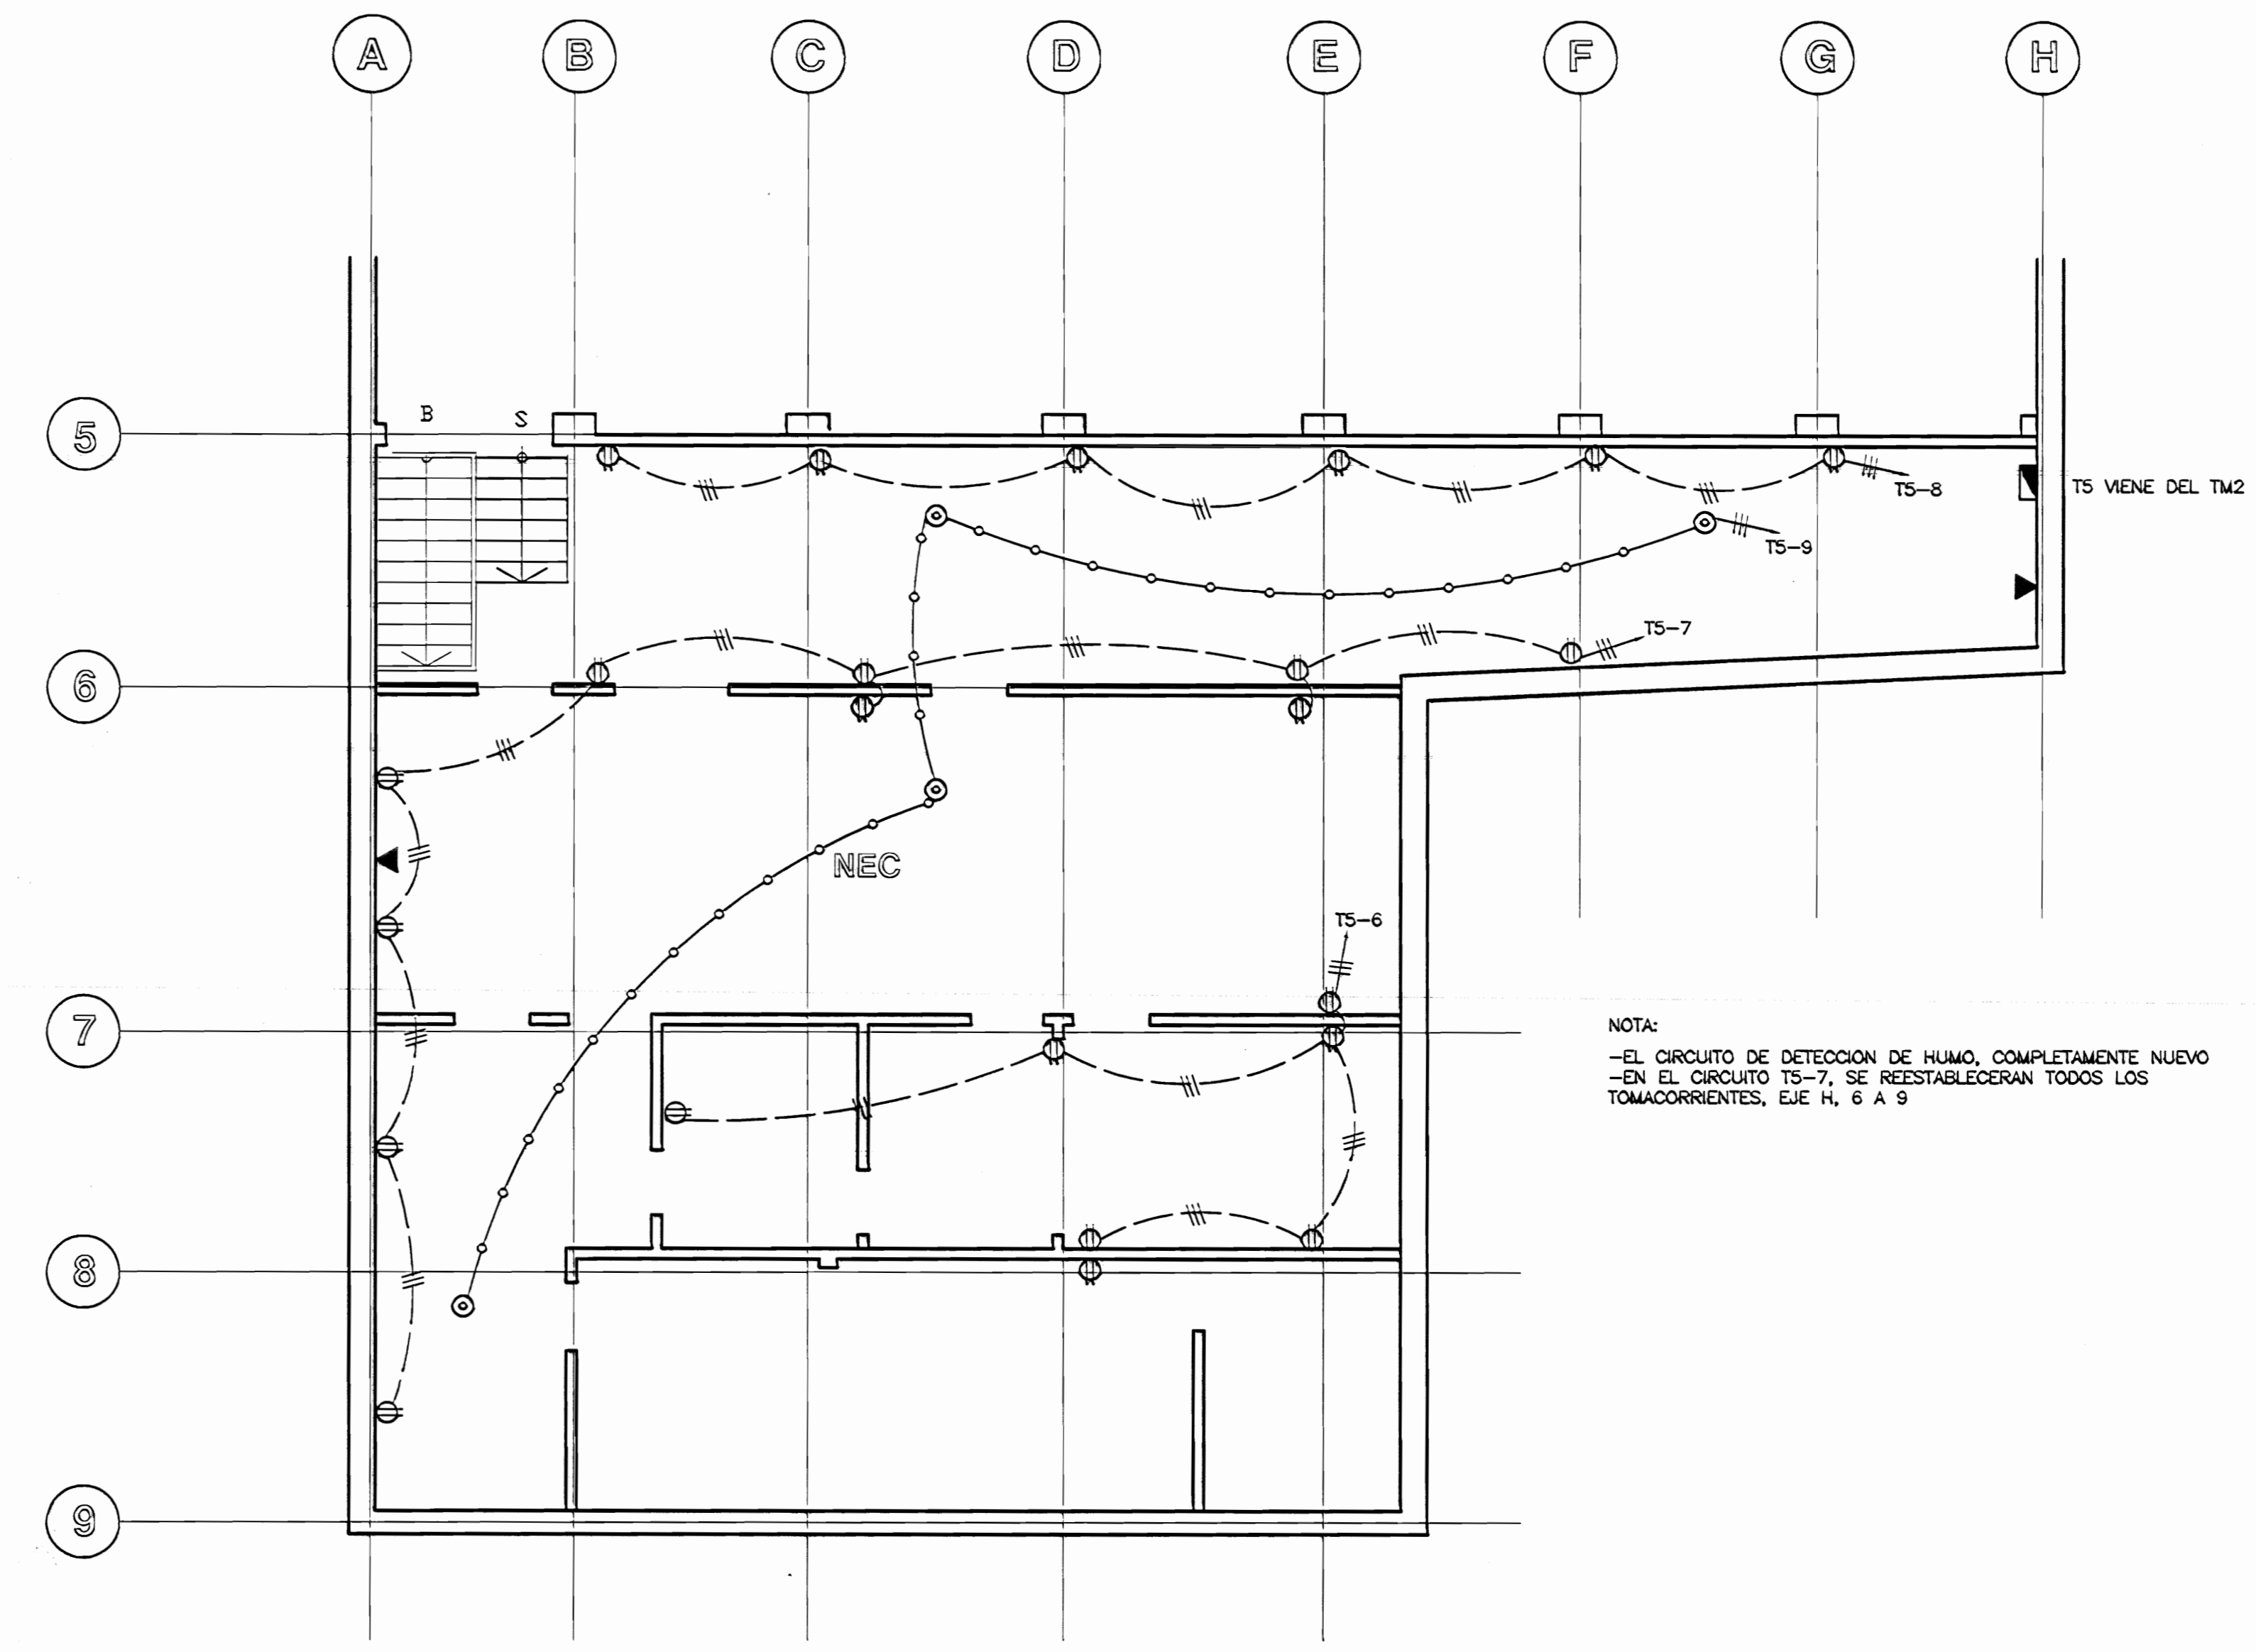 A B C D E F G H
5
B S
T5-8
T5 VIENE DEL TM2
T5-9
T5-7
6
NEC
T5-6
7
NOTA:
-EL CIRCUITO DE DETECCION DE HUMO, COMPLETAMENTE NUEVO
-EN EL CIRCUITO T5-7, SE REESTABLECERAN TODOS LOS
TOMACORRIENTES, EJE H, 6 A 9
8
9